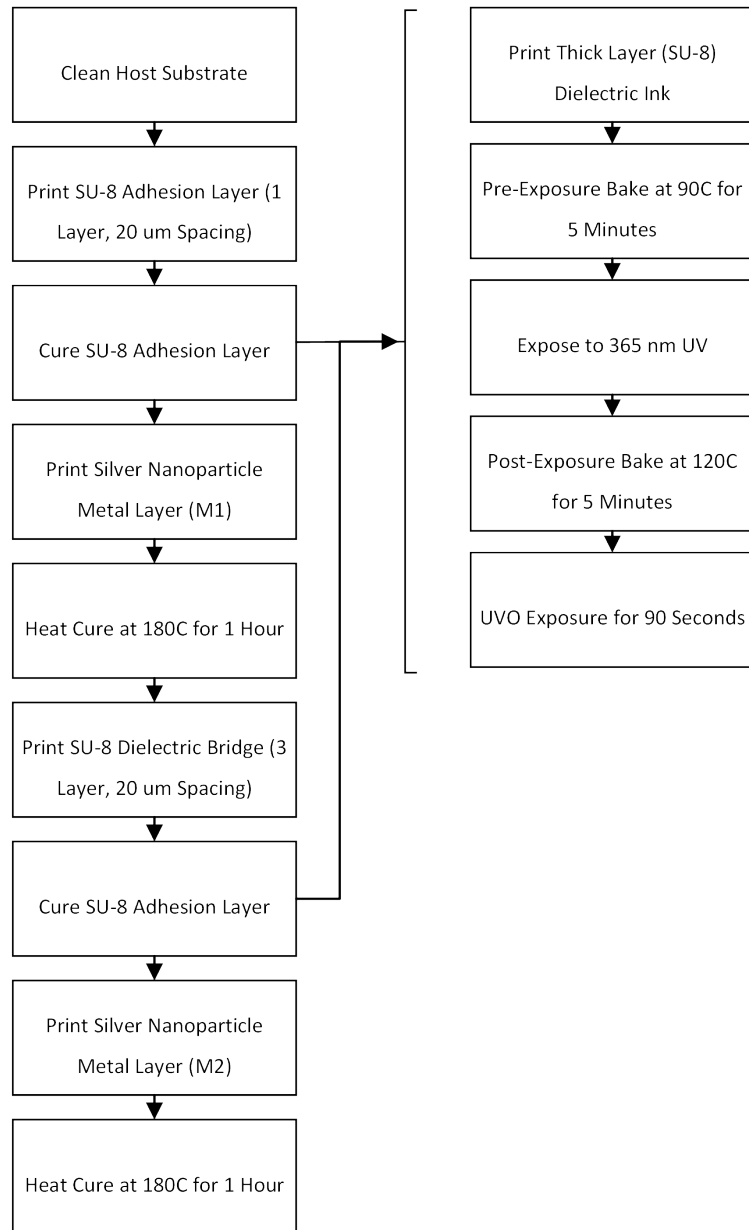 Clean Host Substrate
Print SU-8 Adhesion Layer (1
Layer, 20 um Spacing)
Cure SU-8 Adhesion Layer
Print Silver Nanoparticle
Metal Layer (M1)
Heat Cure at 180C for 1 Hour
Print SU-8 Dielectric Bridge (3
Layer, 20 um Spacing)
Cure SU-8 Adhesion Layer
Print Silver Nanoparticle
Metal Layer (M2)
Heat Cure at 180C for 1 Hour
Print Thick Layer (SU-8)
Dielectric Ink
Pre-Exposure Bake at 90C for
5 Minutes
Expose to 365 nm UV
Post-Exposure Bake at 120C
for 5 Minutes
UVO Exposure for 90 Seconds